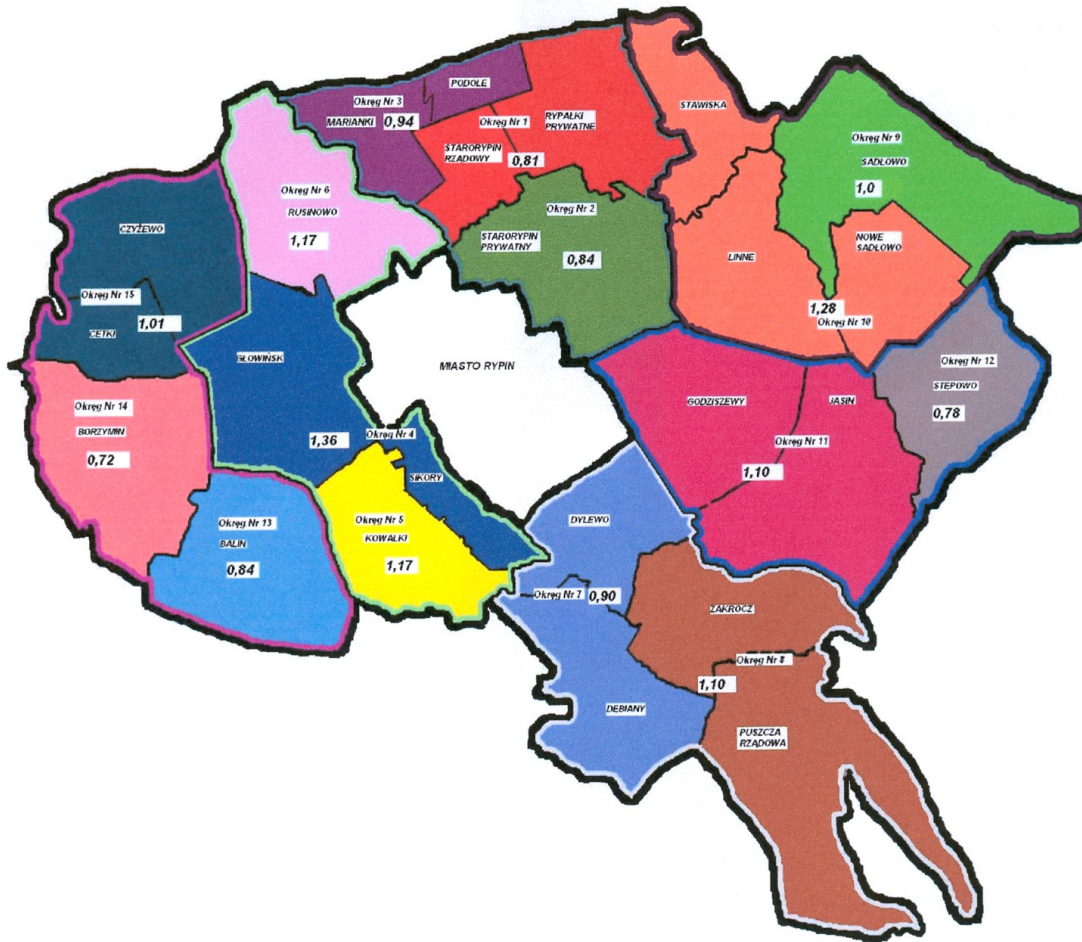 PODOLE
Okręg Nr 3
MARIANKI 0,94
Okręg Nr 1
RYPAŁKI
PRYWATNE
STARORYPIN
RZĄDOWY
0,81
STAWISKA
Okręg Nr 9
SADŁOWO
1,0
Okręg Nr 6
RUSINOWO
1,17
Okręg Nr 2
STARORYPIN
PRYWATNY
0,84
CZYŻEWO
NOWE
SADŁOWO
LINNE
Okręg Nr 15
1,01
CETKI
1,28
Okręg Nr 10
GŁOWIŃSK
MIASTO RYPIN
Okręg Nr 12
STĘPOWO
0,78
GODZISZEWY
JASIN
Okręg Nr 14
BORZYMIN
0,72
1,36
Okręg Nr 4
SIKORY
Okręg Nr 11
1,10
Okręg Nr 13
BALIN
0,84
Okręg Nr 5
KOWALKI
1,17
DYLEWO
Okręg Nr 7 0,90
ZAKROCZ
Okręg Nr 8
1,10
DEBIANY
PUSZCZA
RZĄDOWA